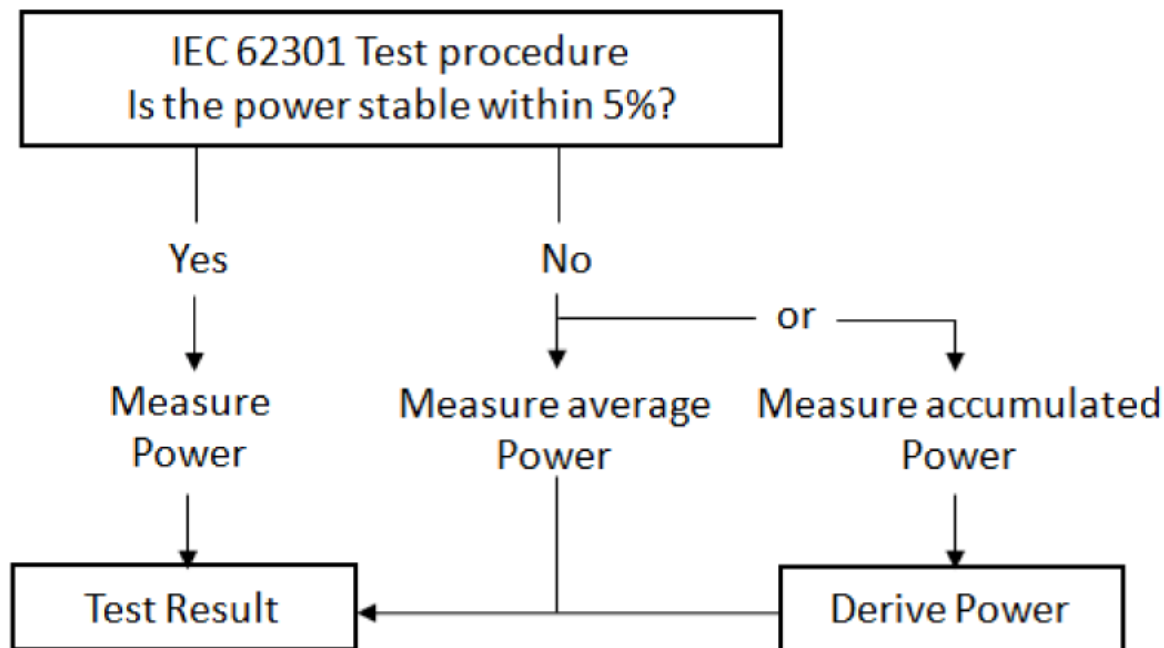 IEC 62301 Test procedure
Is the power stable within 5%?
Yes
No
or
Measure
Power
Measure average
Power
Measure accumulated
Power
Test Result
Derive Power